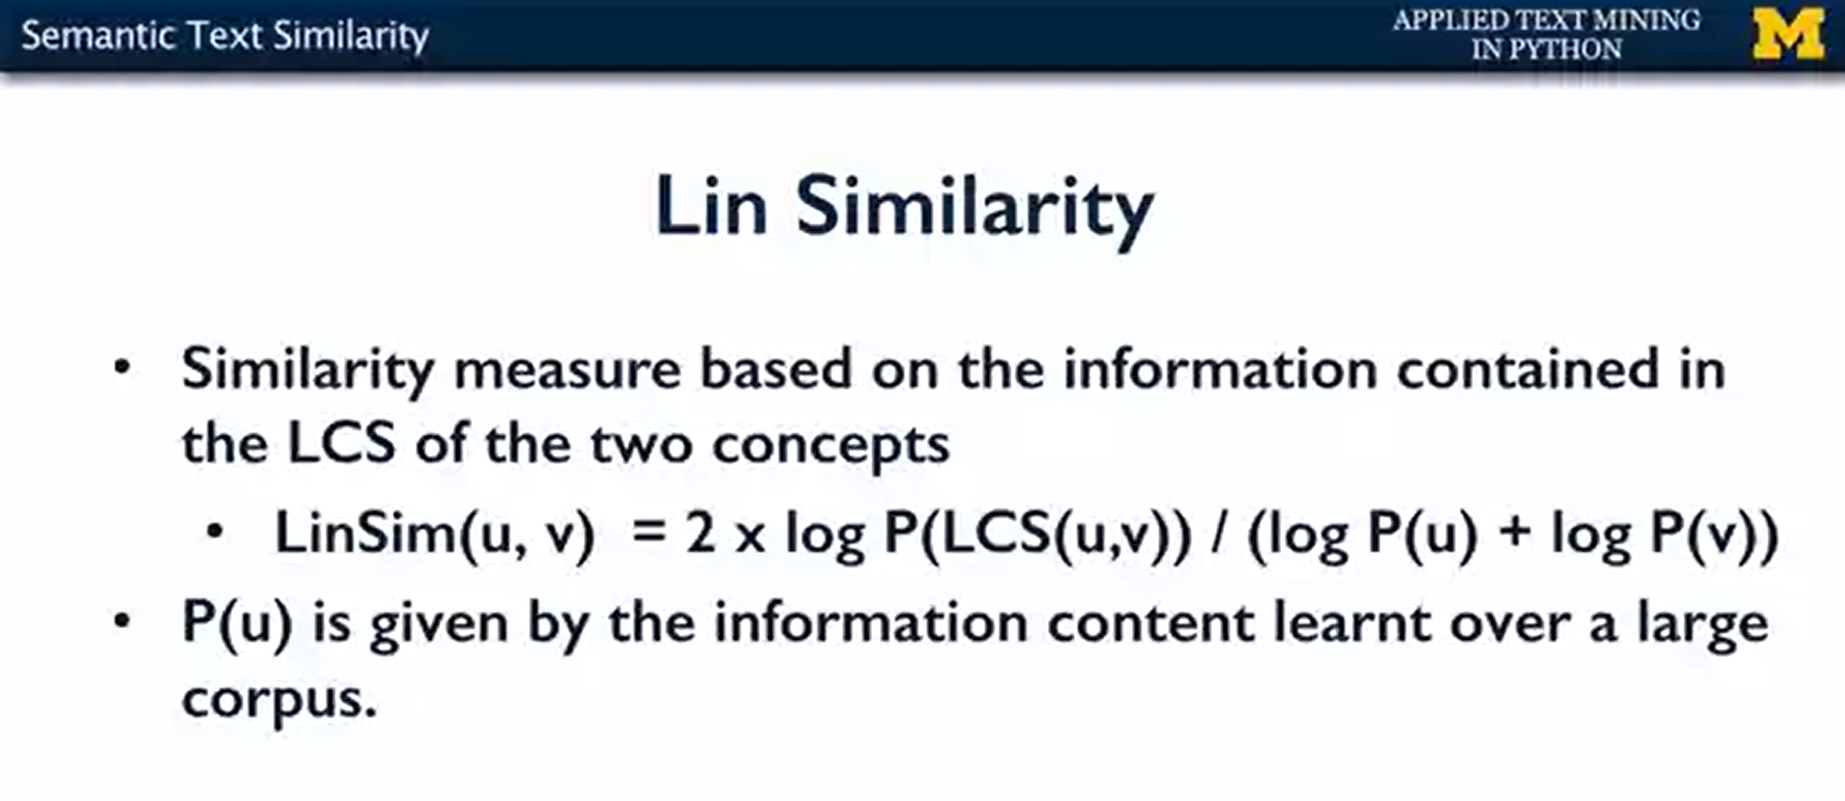 Semantic Text Similarity
APPLIED TEXT MINING
IN PYTHON
M
Lin Similarity
• Similarity measure based on the information contained in
the LCS of the two concepts
• LinSim(u, v) = 2 x log P(LCS(u,v)) / (log P(u) + log P(v))
• P(u) is given by the information content learnt over a large
corpus.